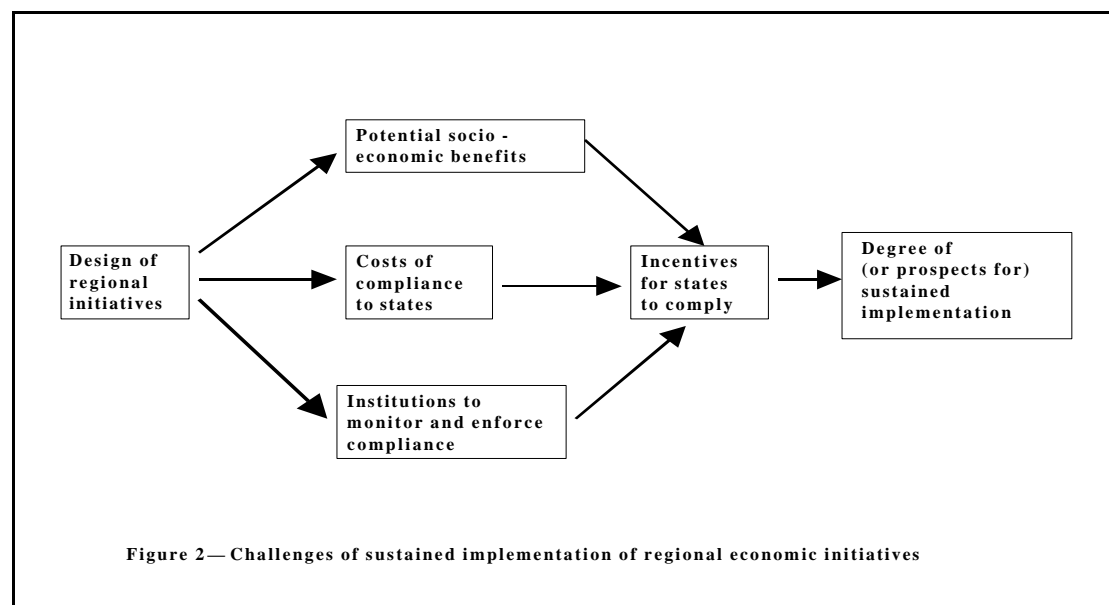 Potential socio -
economic benefits
Design of
regional
initiatives
Costs of
compliance
to states
Incentives
for states
to comply
Degree of
(or prospects for)
sustained
implementation
Institutions to
monitor and enforce
compliance
Figure 2— Challenges of sustained implementation of regional economic initiatives